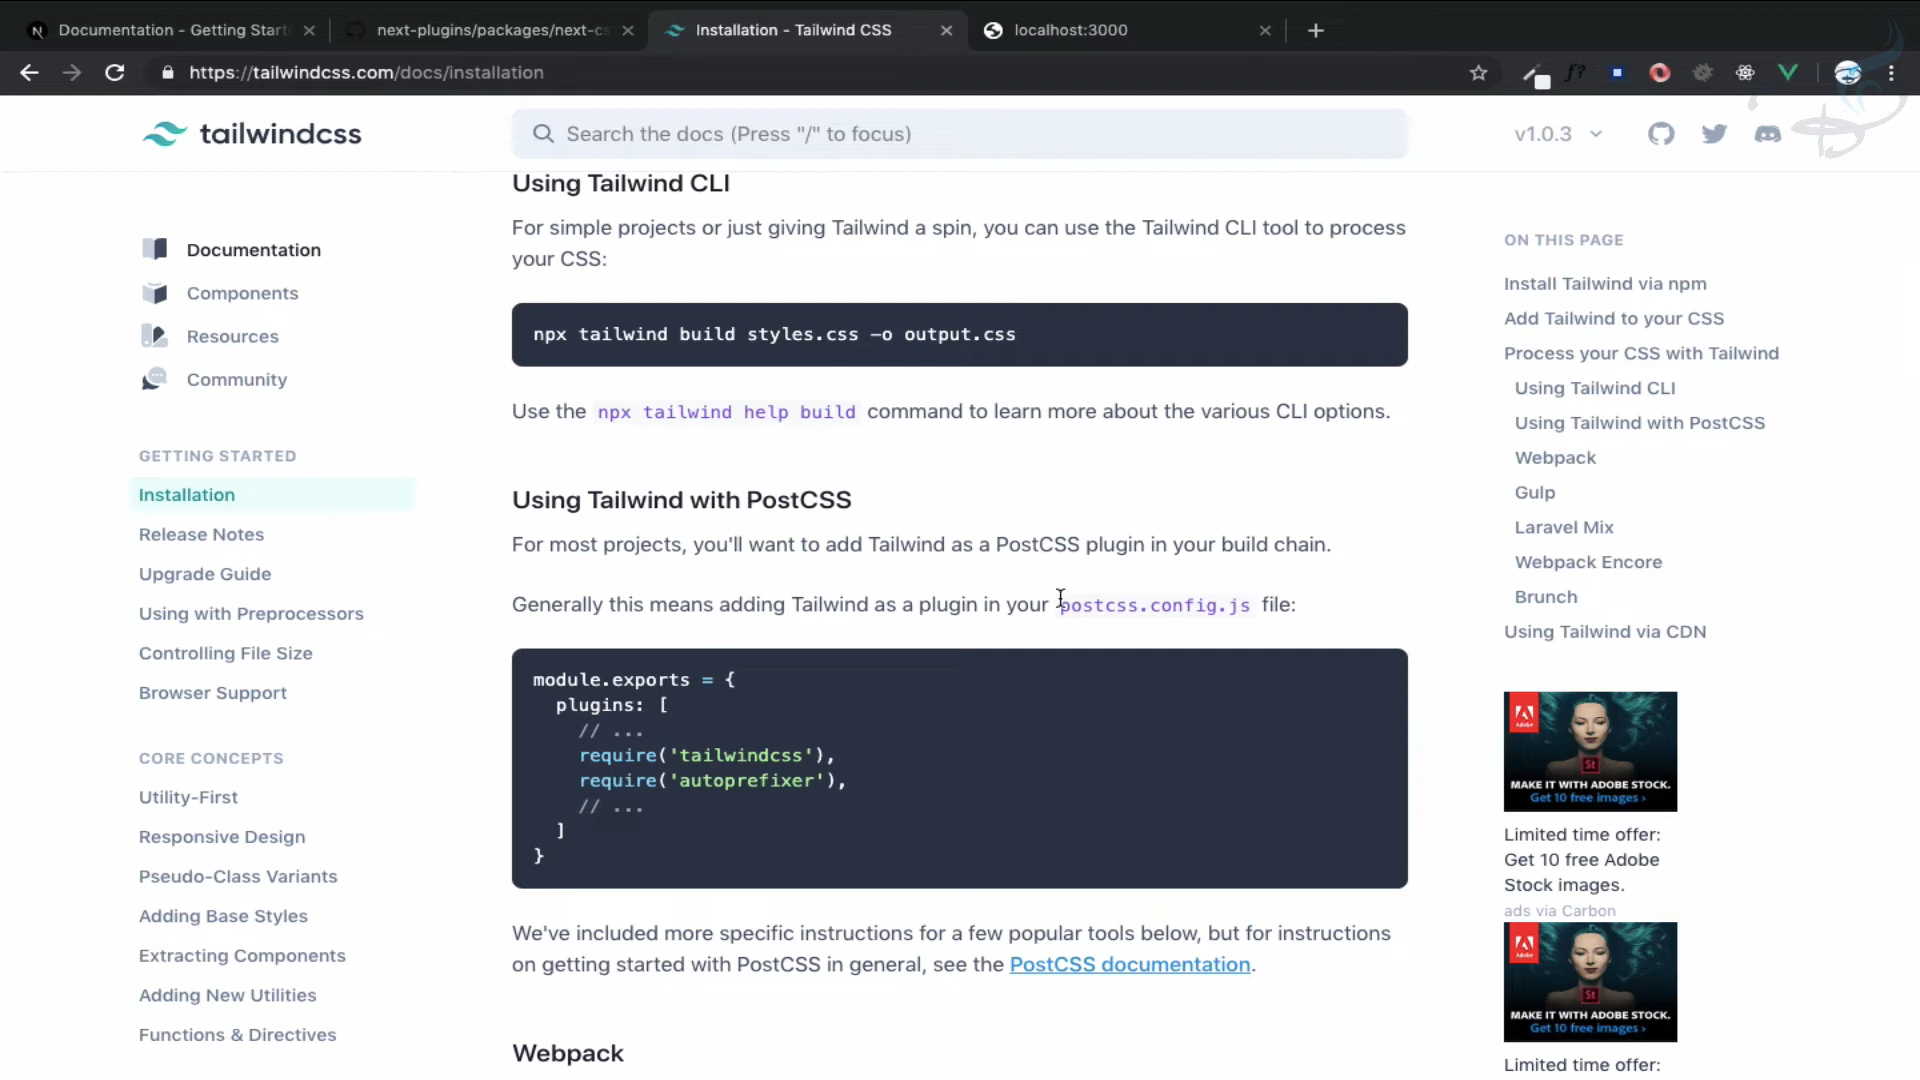 Documentation - Getting Start
next-plugins/packages/next-cs
Installation - Tailwind CSS
localhost:3000
https://tailwindcss.com/docs/installation
tailwindcss
Search the docs (Press "/" to focus)
v1.0.3
Documentation
Components
Resources
Community
GETTING STARTED
Installation
Release Notes
Upgrade Guide
Using with Preprocessors
Controlling File Size
Browser Support
CORE CONCEPTS
Utility-First
Responsive Design
Pseudo-Class Variants
Adding Base Styles
Extracting Components
Adding New Utilities
Functions & Directives
Using Tailwind CLI
For simple projects or just giving Tailwind a spin, you can use the Tailwind CLI tool to process
your CSS:
npx tailwind build styles.css -o output.css
Use the npx tailwind help build command to learn more about the various CLI options.
Using Tailwind with PostCSS
For most projects, you'll want to add Tailwind as a PostCSS plugin in your build chain.
Generally this means adding Tailwind as a plugin in your postcss.config.js file:
module.exports = {
plugins: [
// ...
require('tailwindcss'),
require('autoprefixer'),
// ...
]
}
We've included more specific instructions for a few popular tools below, but for instructions
on getting started with PostCSS in general, see the PostCSS documentation.
Webpack
ON THIS PAGE
Install Tailwind via npm
Add Tailwind to your CSS
Process your CSS with Tailwind
Using Tailwind CLI
Using Tailwind with PostCSS
Webpack
Gulp
Laravel Mix
Webpack Encore
Brunch
Using Tailwind via CDN
Adobe
St
MAKE IT WITH ADOBE STOCK.
Get 10 free images ›
Limited time offer:
Get 10 free Adobe
Stock images.
ads via Carbon
Adobe
St
MAKE IT WITH ADOBE STOCK.
Get 10 free images ›
Limited time offer: